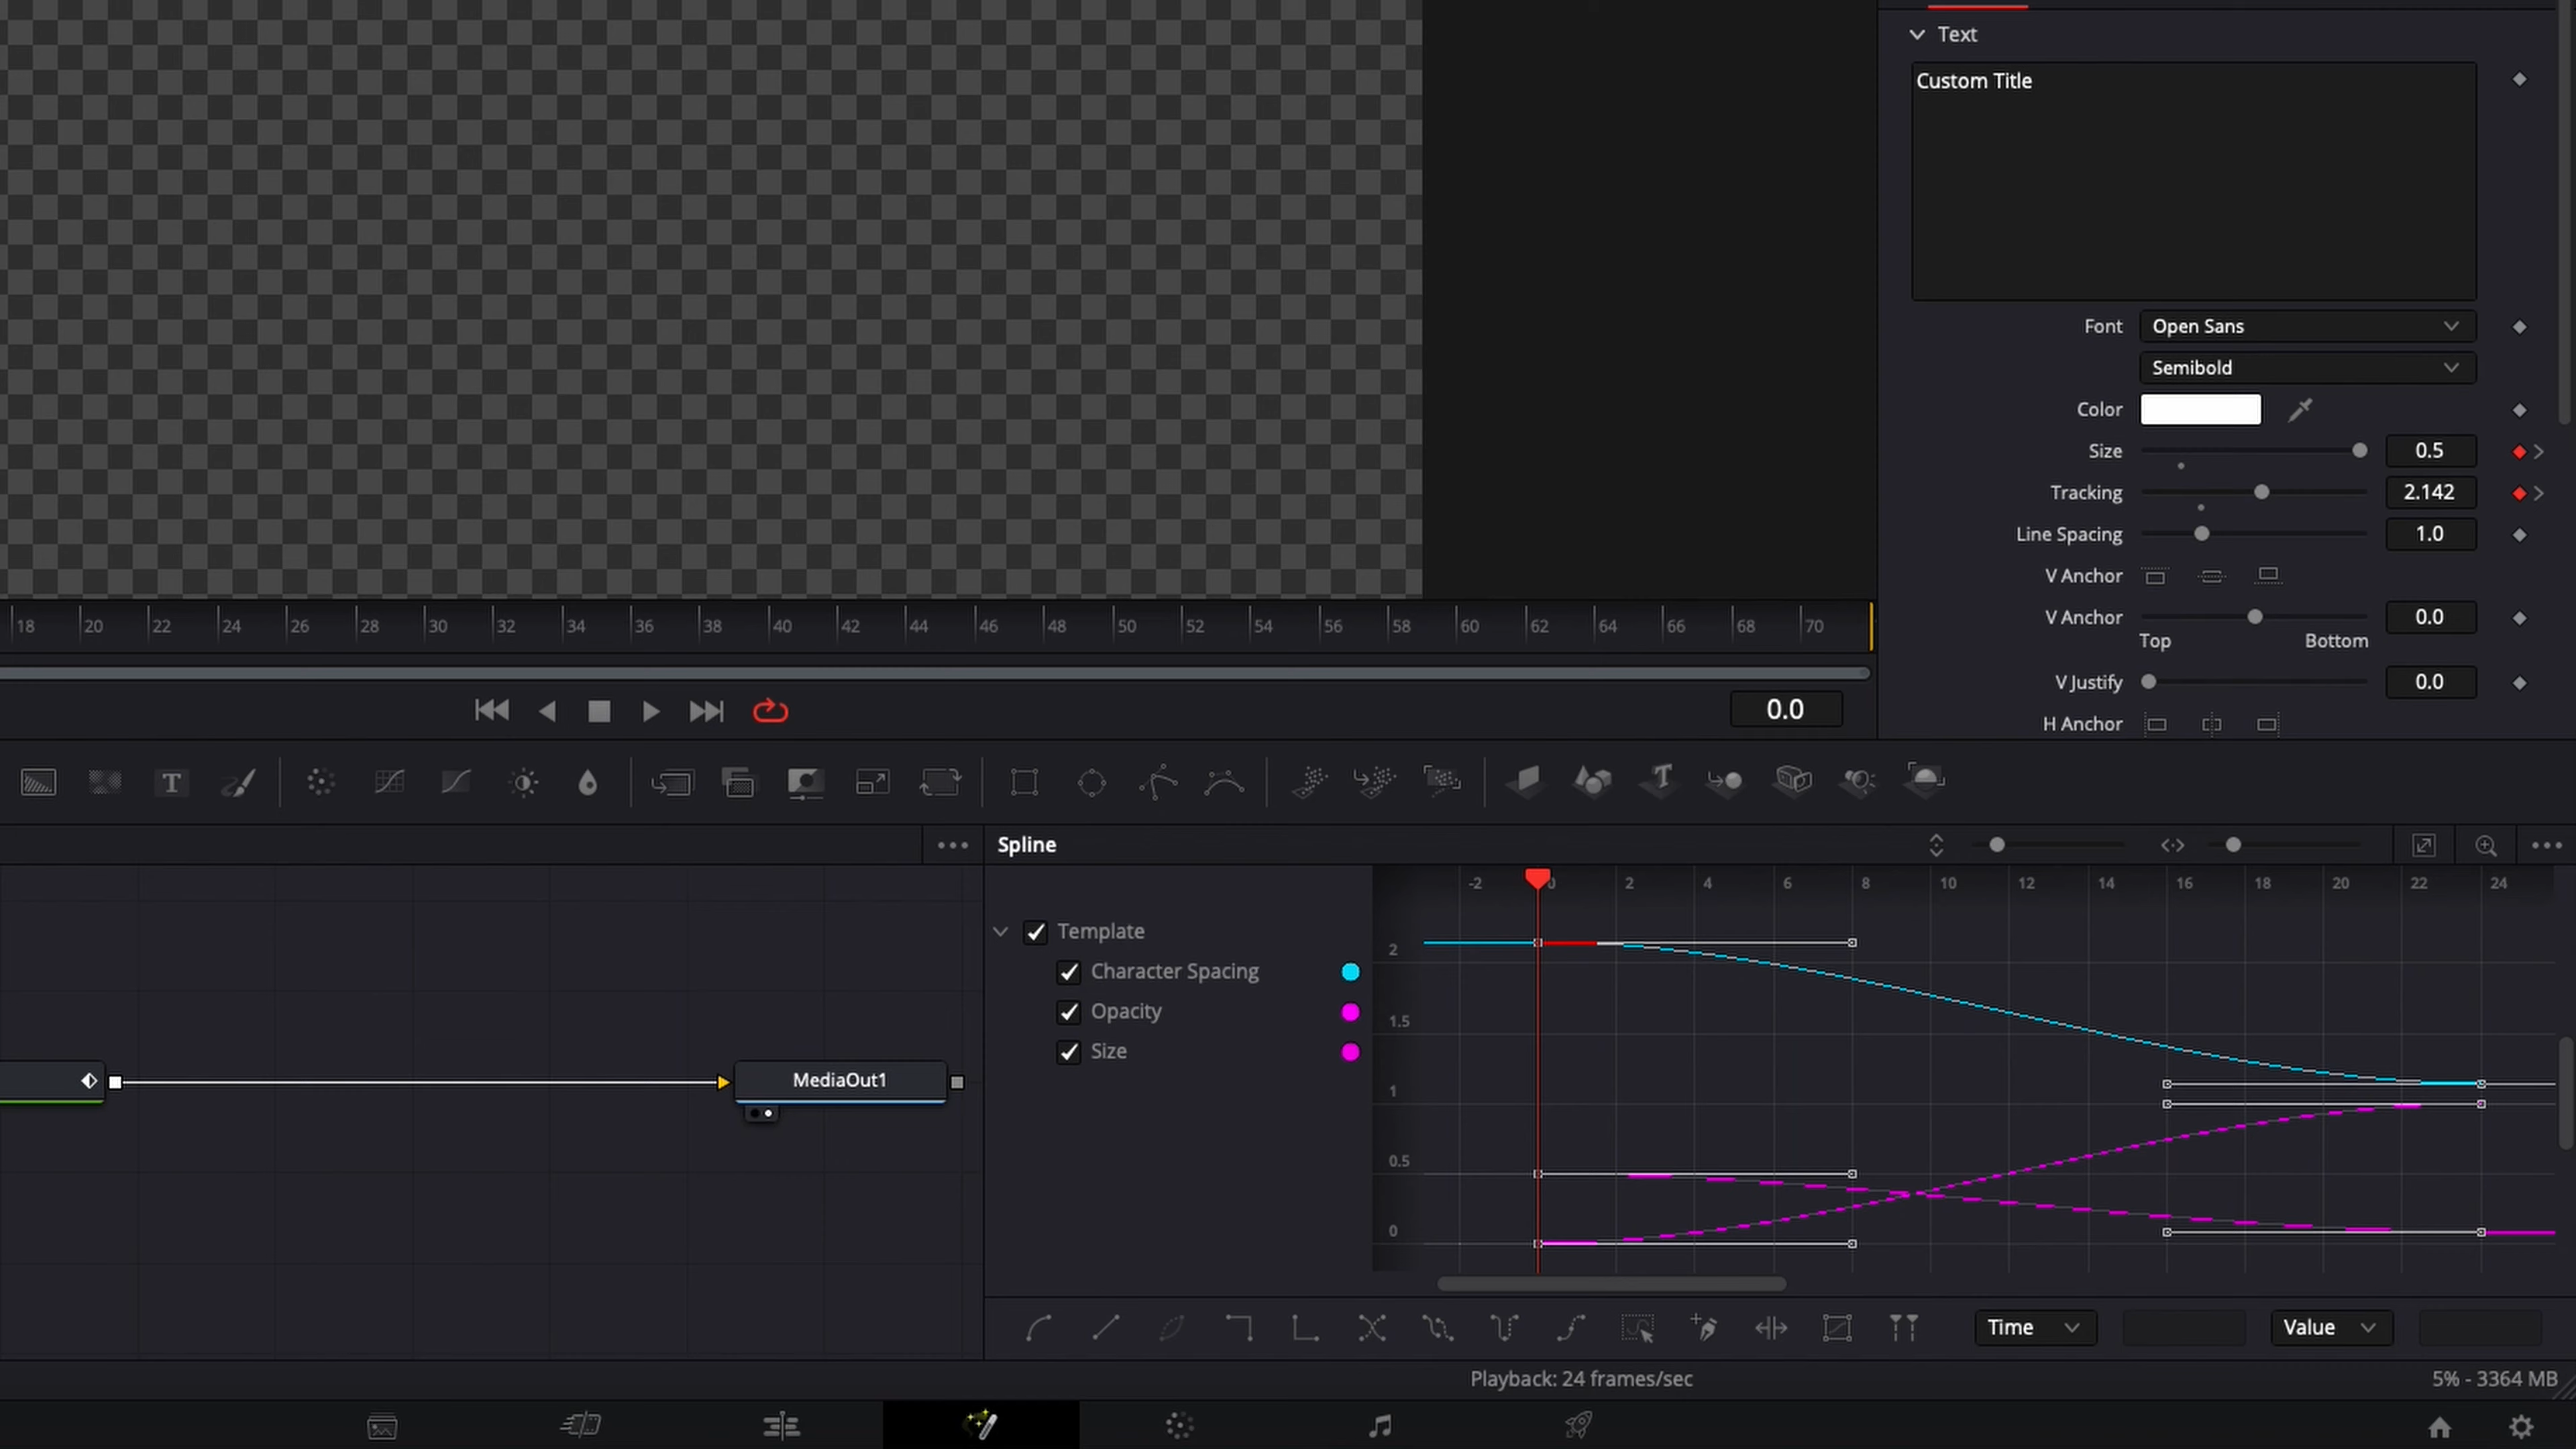 Text
Custom Title
Font Open Sans
Semibold
Color
Size 0.5
Tracking 2.142
Line Spacing 1.0
V Anchor
V Anchor 0.0
Top Bottom
V Justify 0.0
H Anchor
18 20 22 24 26 28 30 32 34 36 38 40 42 44 46 48 50 52 54 56 58 60 62 64 66 68 70
0.0
T T
Spline
-2 0 2 4 6 8 10 12 14 16 18 20 22 24
Template
Character Spacing
Opacity
Size
2
1.5
1
0.5
0
MediaOut1
Time Value
Playback: 24 frames/sec
5% - 3364 MB